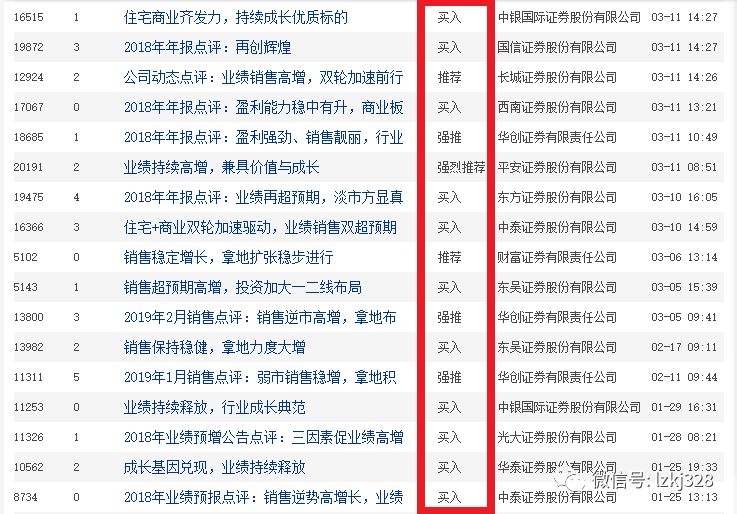 16515 1 住宅商业齐发力，持续成长优质标的 买入 中银国际证券股份有限公司 03-11 14:27
19872 3 2018年年报点评：再创辉煌 买入 国信证券股份有限公司 03-11 14:27
12924 2 公司动态点评：业绩销售高增，双轮加速前行 推荐 长城证券股份有限公司 03-11 14:26
17067 0 2018年年报点评：盈利能力稳中有升，商业板 买入 西南证券股份有限公司 03-11 13:21
18685 1 2018年年报点评：盈利强劲、销售靓丽，行业 强推 华创证券有限责任公司 03-11 10:49
20191 2 业绩持续高增，兼具价值与成长 强烈推荐 平安证券股份有限公司 03-11 08:51
19475 4 2018年年报点评：业绩再超预期，淡市方显真 买入 东方证券股份有限公司 03-10 16:05
16366 3 住宅+商业双轮加速驱动，业绩销售双超预期 买入 中泰证券股份有限公司 03-10 14:59
5102 0 销售稳定增长，拿地扩张稳步进行 推荐 财富证券有限责任公司 03-06 13:14
5143 1 销售超预期高增，投资加大一二线布局 买入 东吴证券股份有限公司 03-05 15:39
13800 3 2019年2月销售点评：销售逆市高增，拿地布 强推 华创证券有限责任公司 03-05 09:41
13982 2 销售保持稳健，拿地力度大增 买入 东吴证券股份有限公司 02-17 09:11
11311 5 2019年1月销售点评：弱市销售稳增，拿地积 强推 华创证券有限责任公司 02-11 09:44
11253 0 业绩持续释放，行业成长典范 买入 中银国际证券股份有限公司 01-29 16:31
11326 1 2018年业绩预增公告点评：三因素促业绩高增 买入 光大证券股份有限公司 01-28 08:21
10562 2 成长基因兑现，业绩持续释放 买入 华泰证券股份有限公司 01-25 19:33
8734 0 2018年业绩预报点评：销售逆势高增长，业绩 买入 中泰证券股份有限公司 01-25 13:13
微信号: lzkj328